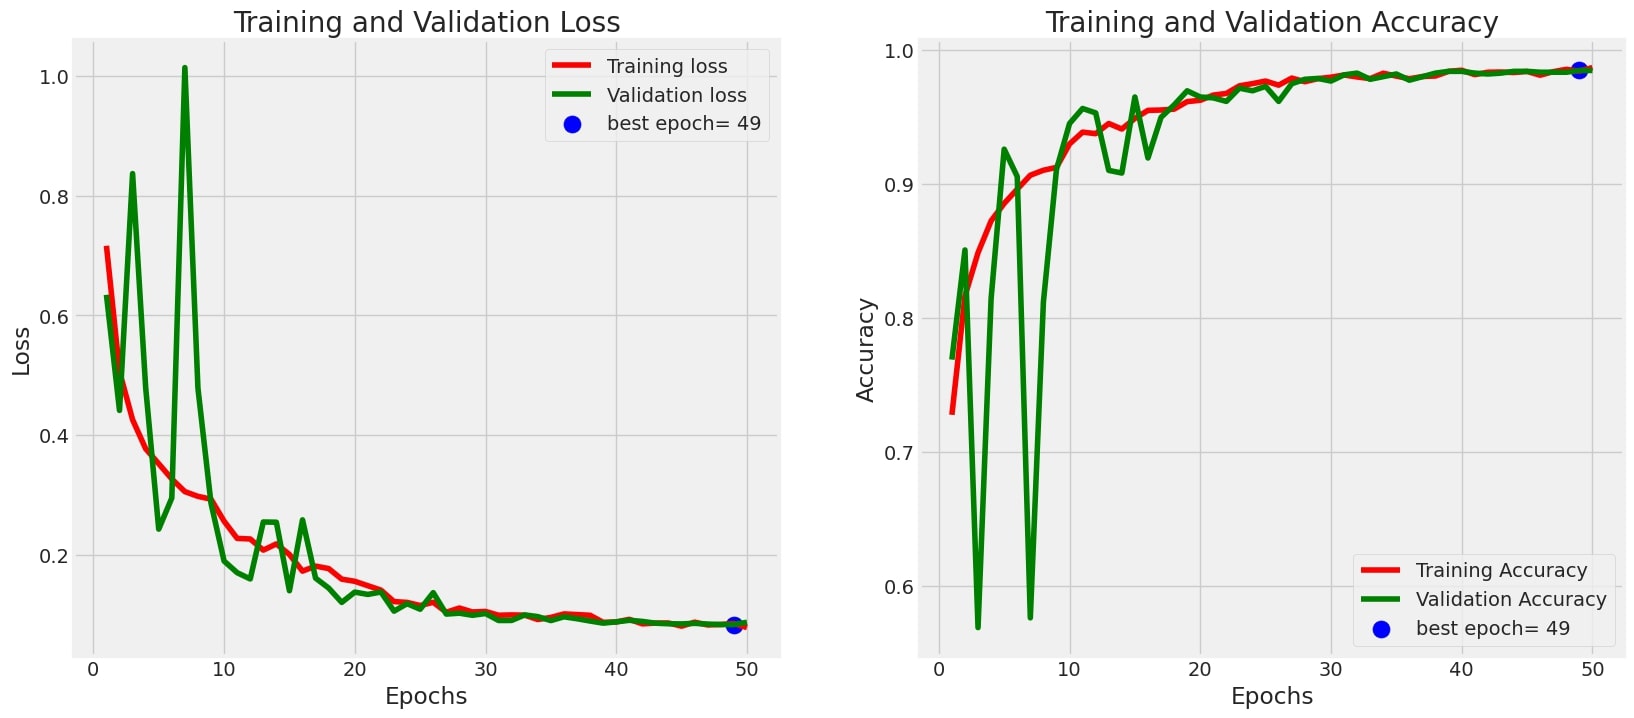 Training and Validation Loss
Training loss
Validation loss
best epoch= 49
1.0
0.8
0.6
0.4
0.2
Loss
0 10 20 30 40 50
Epochs
Training and Validation Accuracy
1.0
0.9
0.8
0.7
0.6
Accuracy
Training Accuracy
Validation Accuracy
best epoch= 49
0 10 20 30 40 50
Epochs